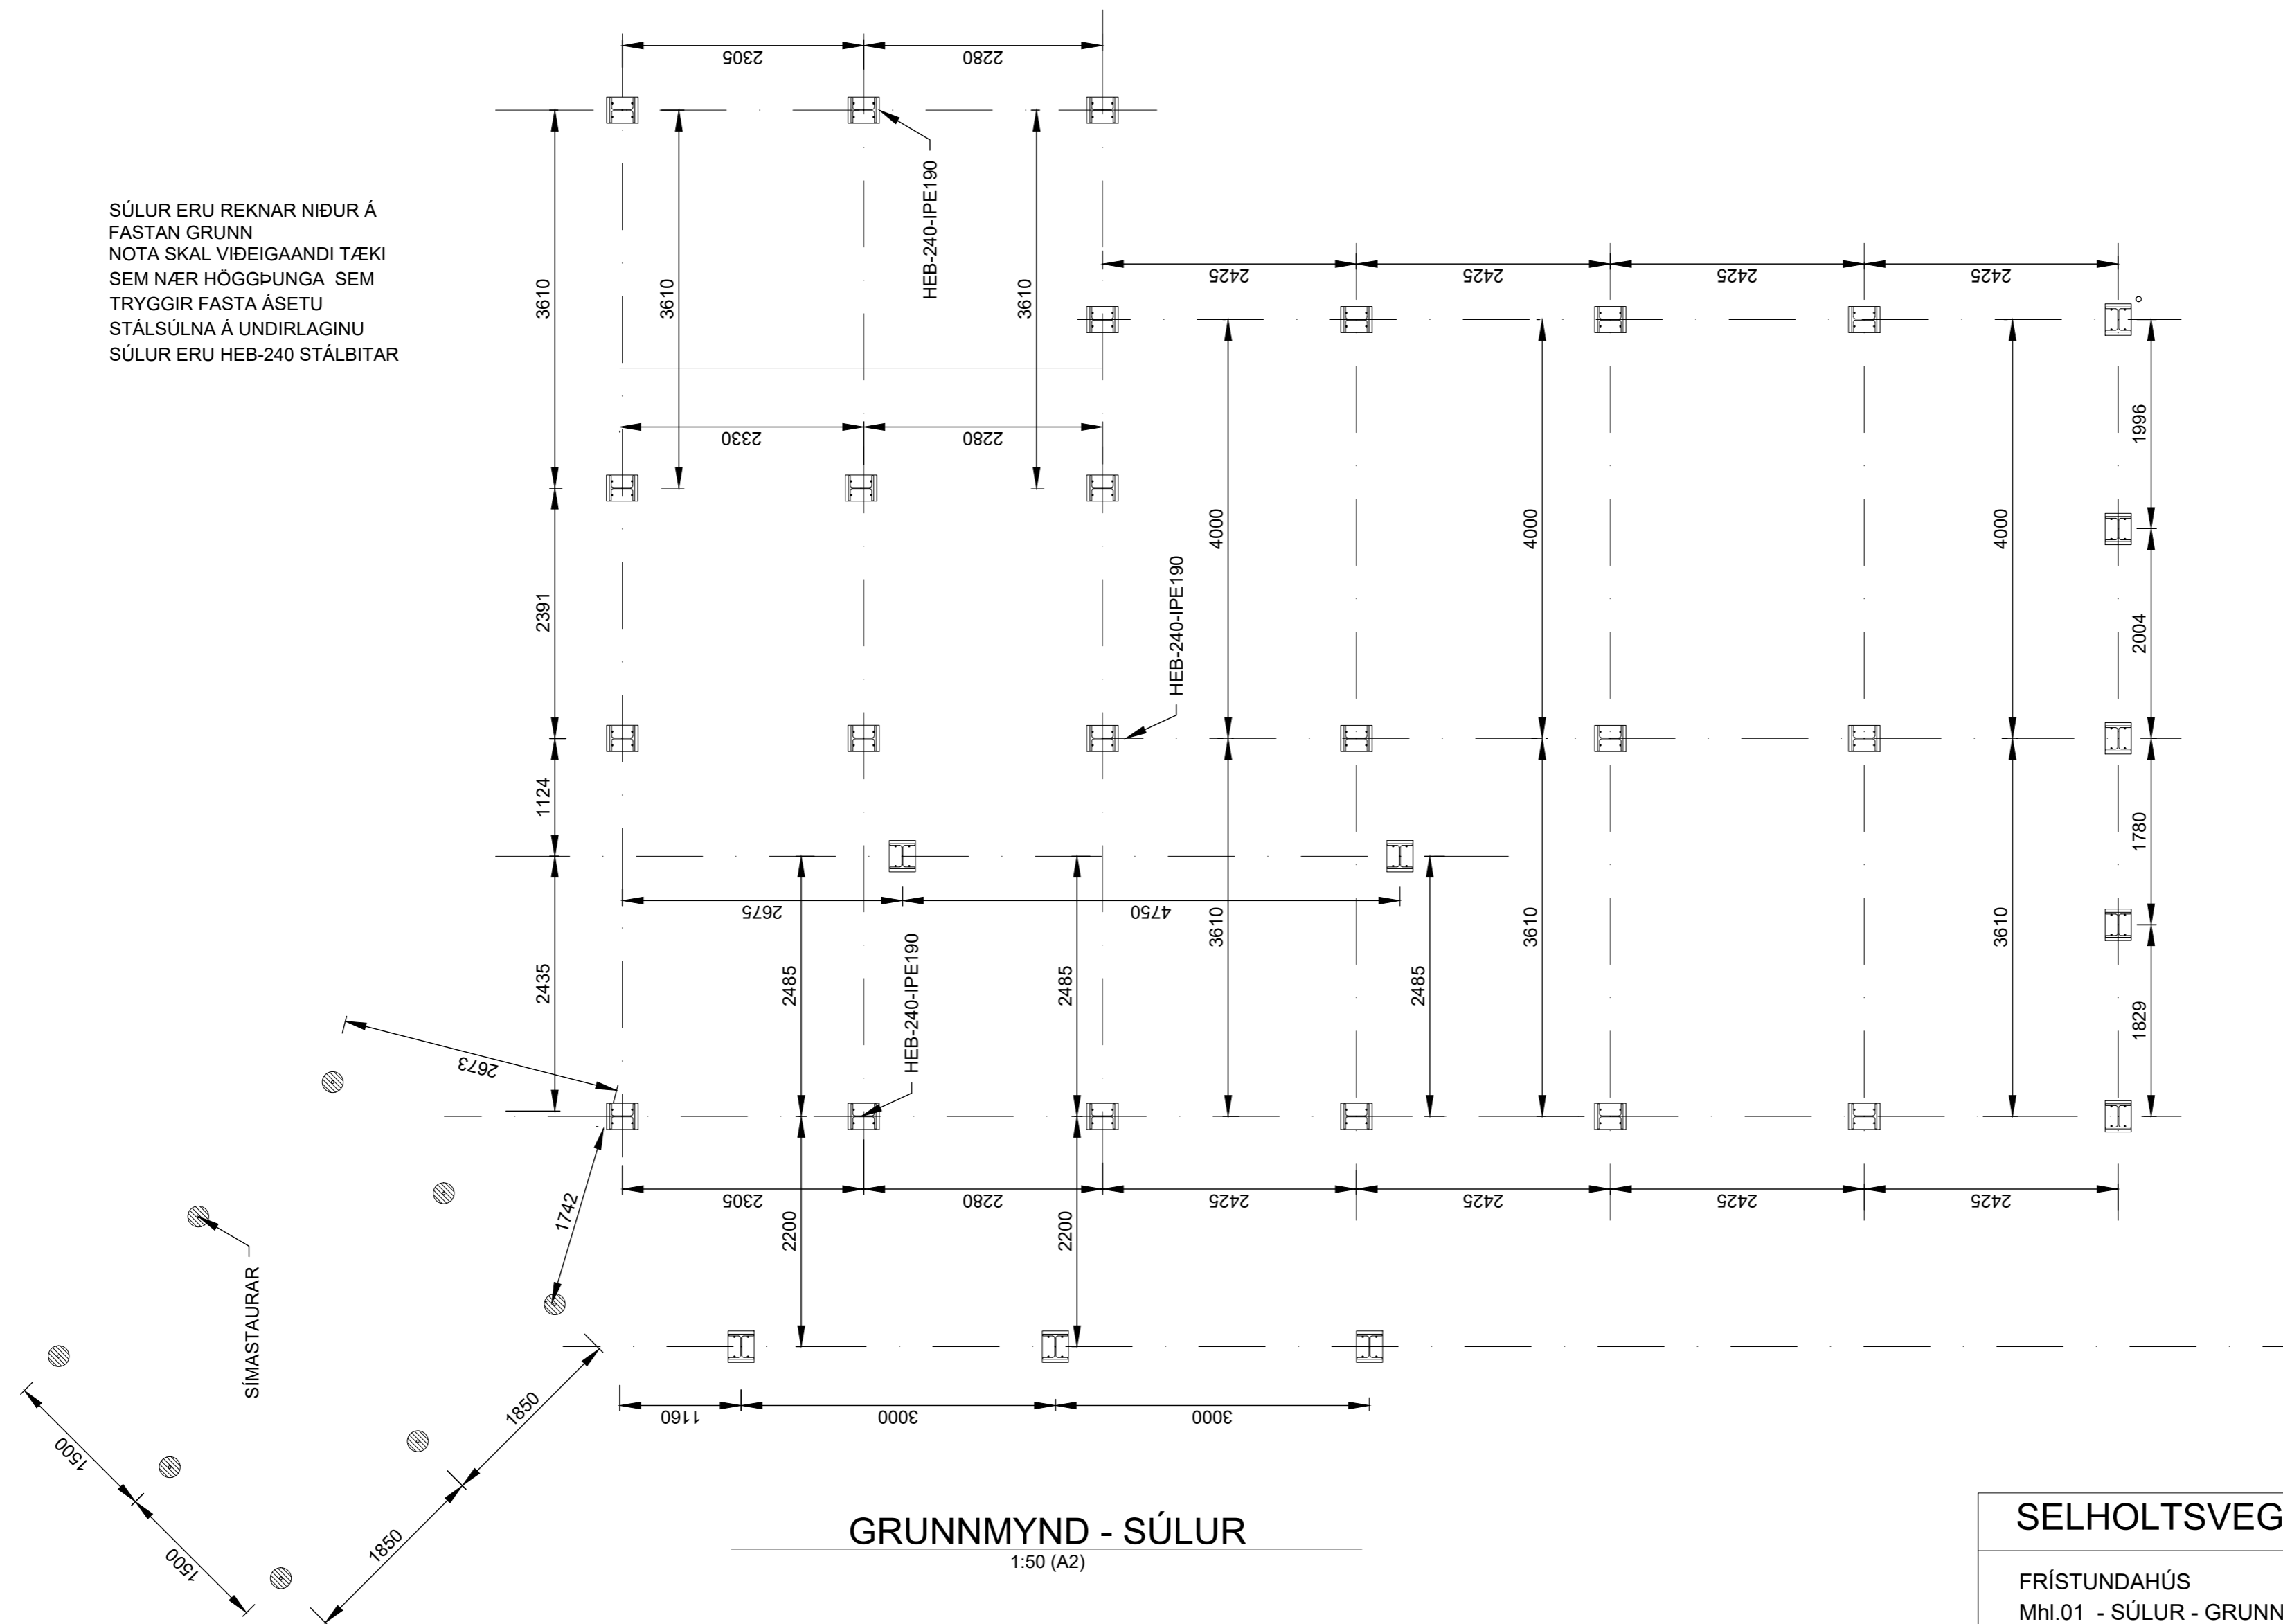 2305
2280
SÚLUR ERU REKNAR NIÐUR Á
FASTAN GRUNN
NOTA SKAL VIÐEIGAANDI TÆKI
SEM NÆR HÖGGÞUNGA SEM
TRYGGIR FASTA ÁSETU
STÁLSÚLNA Á UNDIRLAGINU
SÚLUR ERU HEB-240 STÁLBITAR
3610
3610
HEB-240-IPE190
3610
2425
2425
2425
2425
2330
2280
1996
4000
4000
4000
2391
HEB-240-IPE190
2004
1124
1780
2675
4750
2435
2485
HEB-240-IPE190
2485
3610
2485
3610
3610
1829
2673
1742
2305
2280
2425
2425
2425
2425
2200
2200
SÍMASTAURAR
1160
3000
3000
1850
1500
1850
1500
GRUNNMYND - SÚLUR
1:50 (A2)
SELHOLTSVEG
FRÍSTUNDAHÚS
Mhl.01 - SÚLUR - GRUNN